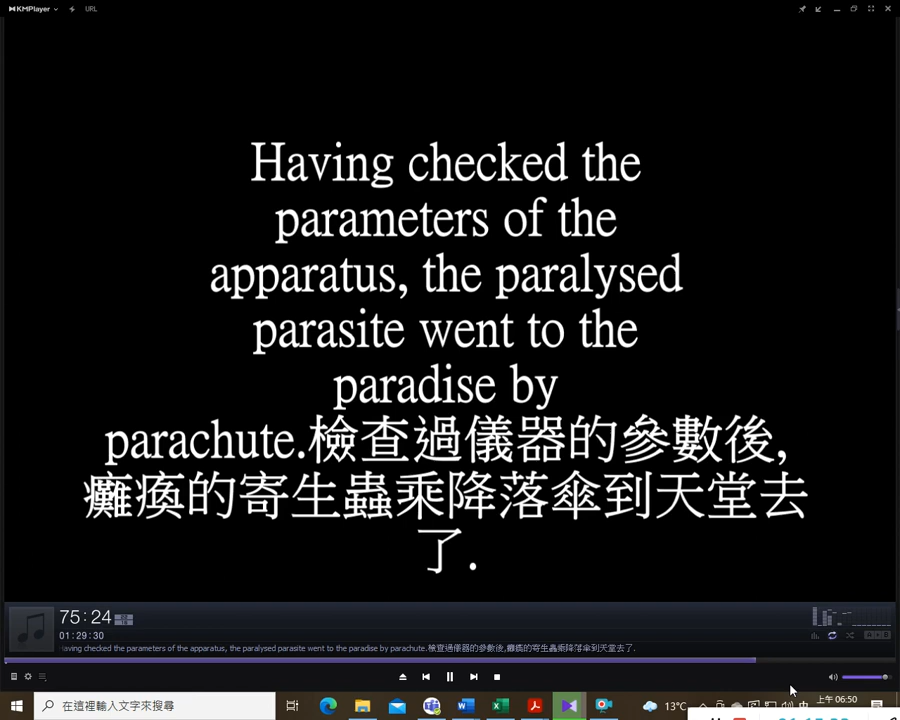 KMPlayer
URL
Having checked the
parameters of the
apparatus, the paralysed
parasite went to the
paradise by
parachute.檢查過儀器的參數後,
癱瘓的寄生蟲乘降落傘到天堂去
了.
75:24
01:29:30
aving checked the parameters of the apparatus, the paralysed parasite went to the paradise by parachute.檢查過儀器的參數後,癱瘓的寄生蟲乘降落傘到天堂去了.
在這裡輸入文字來搜尋
13°C
中
上午 06:50